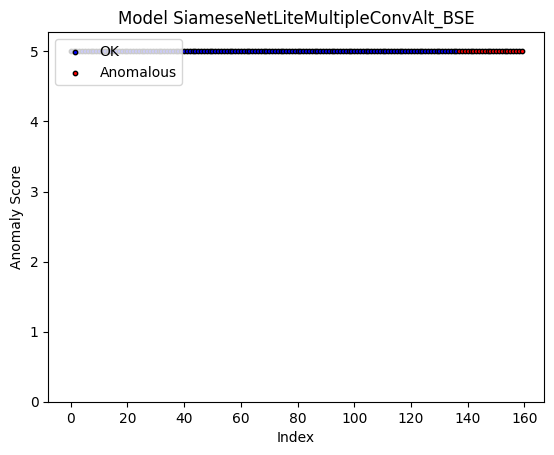 Model SiameseNetLiteMultipleConvAlt_BSE
OK
Anomalous
5
4
3
2
1
0
Anomaly Score
0 20 40 60 80 100 120 140 160
Index